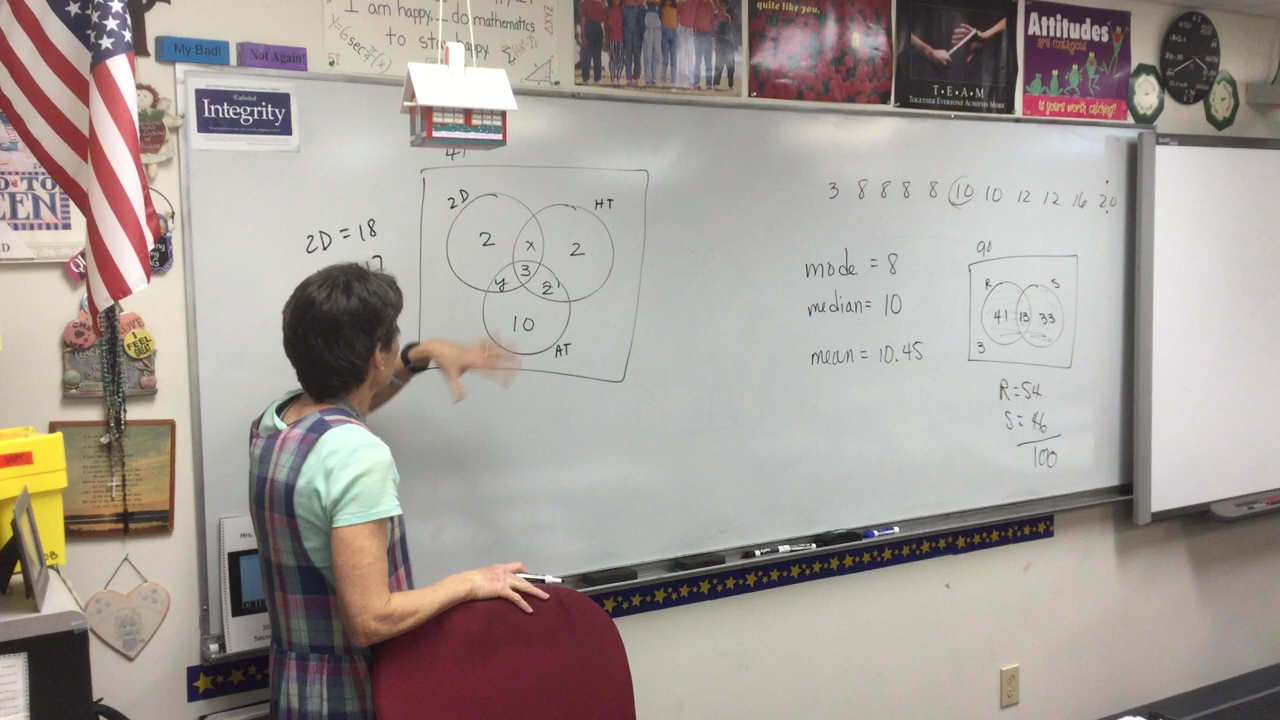 My Bad!
Not Again!
I am happy, I do mathematics
to stay happy.
quite like you.
T·E·A·M
TOGETHER EVERYONE ACHIEVES MORE
Attitudes
are contagious
is yours worth catching?
Integrity
41
2D
HT
2
x
2
3
y
z
10
AT
2D = 18
17
3 8 8 8 8 10 10 12 12 16 20
mode = 8
median = 10
mean = 10.45
90
R
S
41 13 33
3
R = 54
S = 46
100
I FEEL GREAT
Mrs.